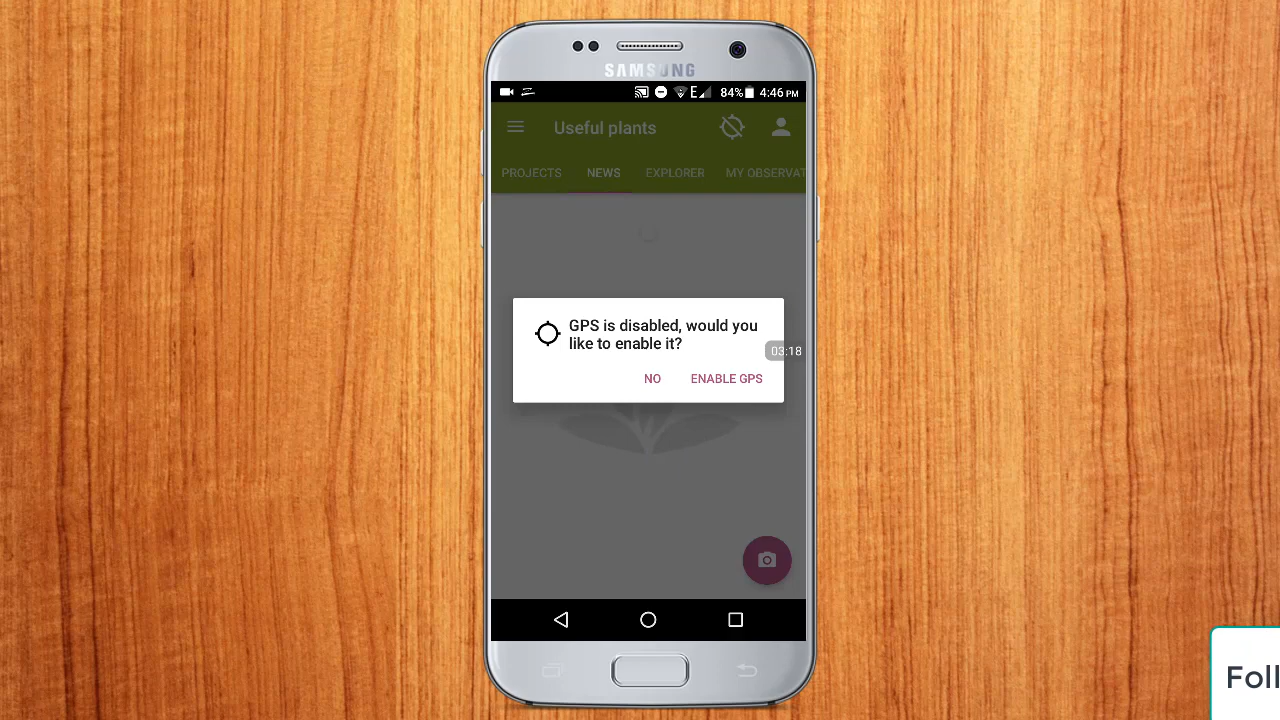 SAMSUNG
84% 4:46 PM
Useful plants
PROJECTS NEWS EXPLORER MY OBSERVAT
GPS is disabled, would you
like to enable it?
03:18
NO ENABLE GPS
Foll